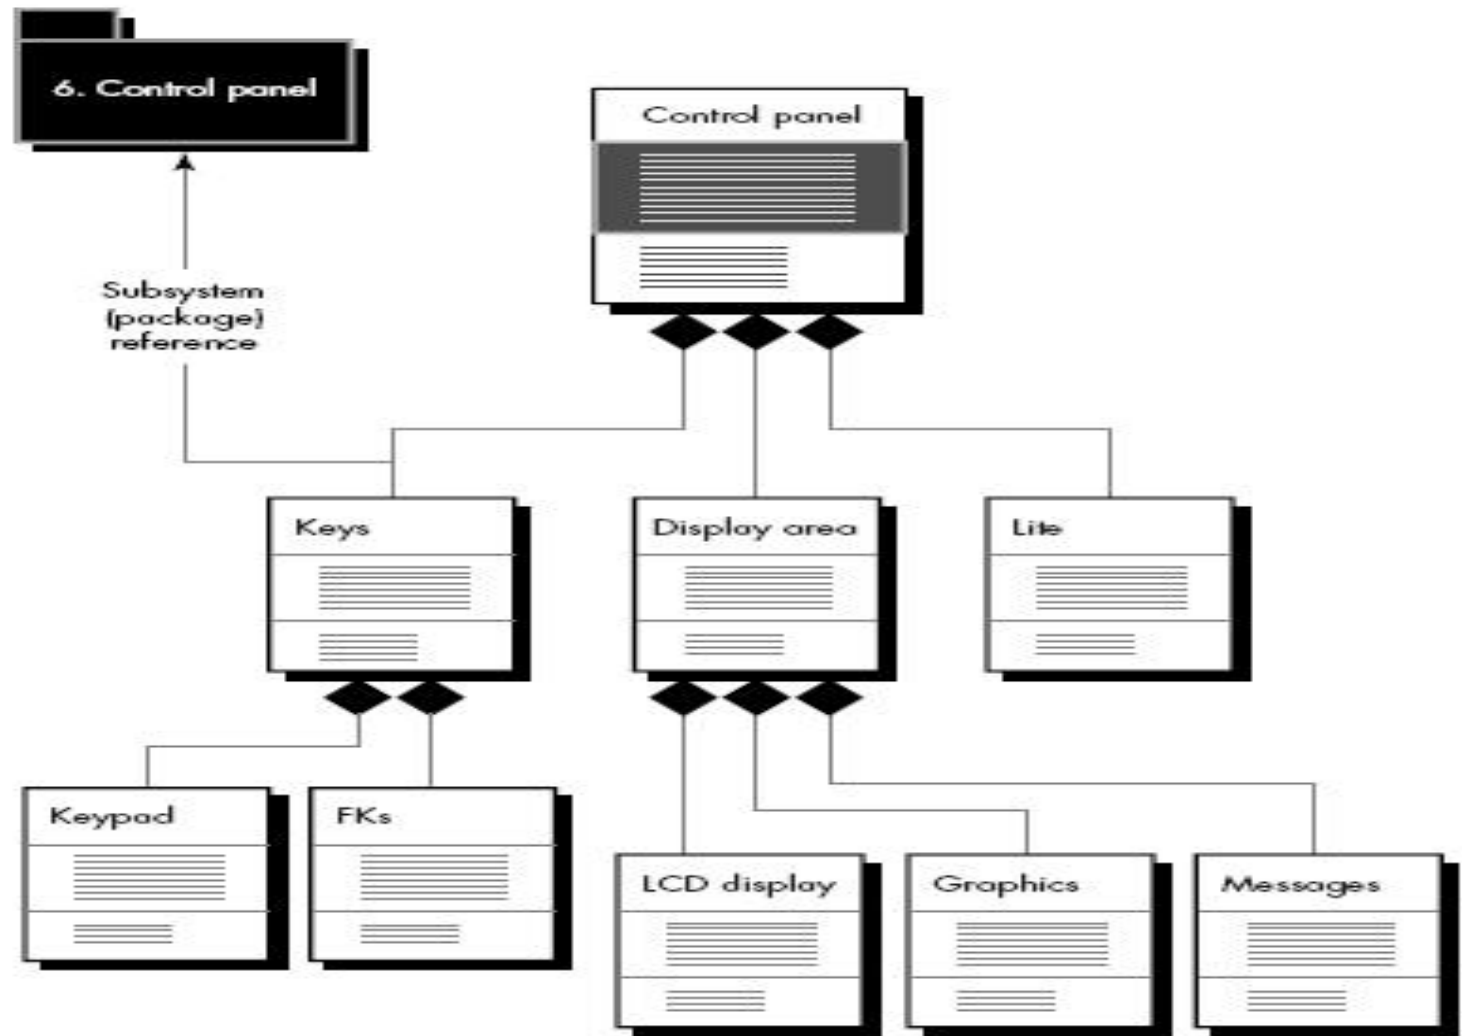 6. Control panel
Control panel
Subsystem
(package)
reference
Keys
Display area
Lite
Keypad
FKs
LCD display
Graphics
Messages